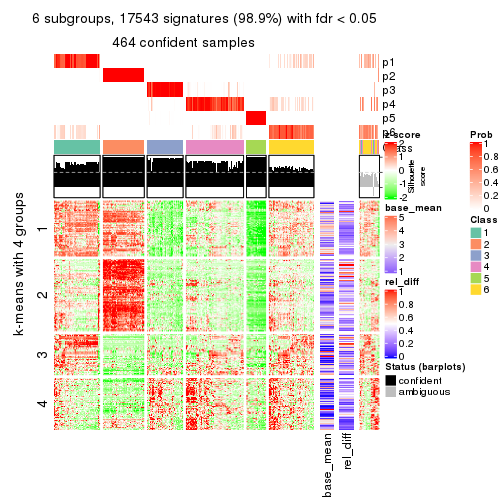 6 subgroups, 17543 signatures (98.9%) with fdr < 0.05
464 confident samples
p1
p2
p3
p4
p5
p6
z-score
2
1
0
-1
-2
Class
Silhouette
score
Prob
1
0.8
0.6
0.4
0.2
0
base_mean
5
4
3
2
1
Class
1
2
3
4
5
6
rel_diff
1
0.8
0.6
0.4
0.2
0
Status (barplots)
confident
ambiguous
k-means with 4 groups
1
2
3
4
base_mean
rel_diff